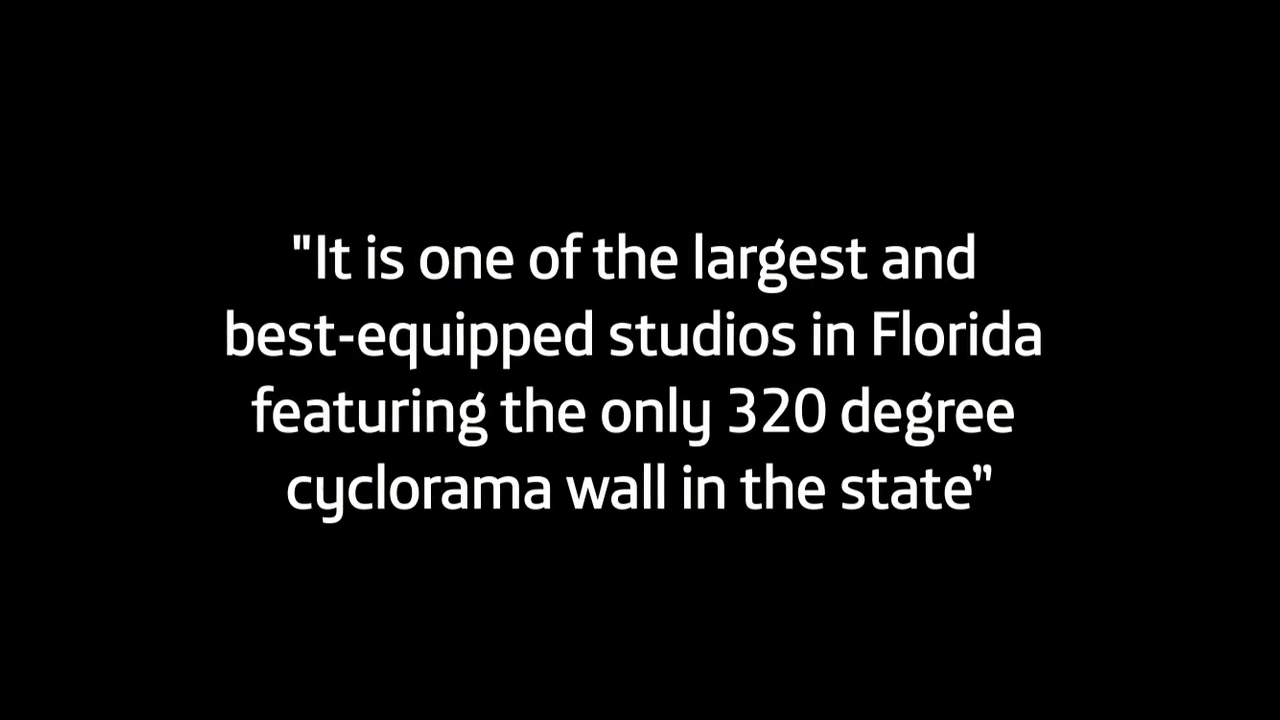 "It is one of the largest and
best-equipped studios in Florida
featuring the only 320 degree
cyclorama wall in the state”